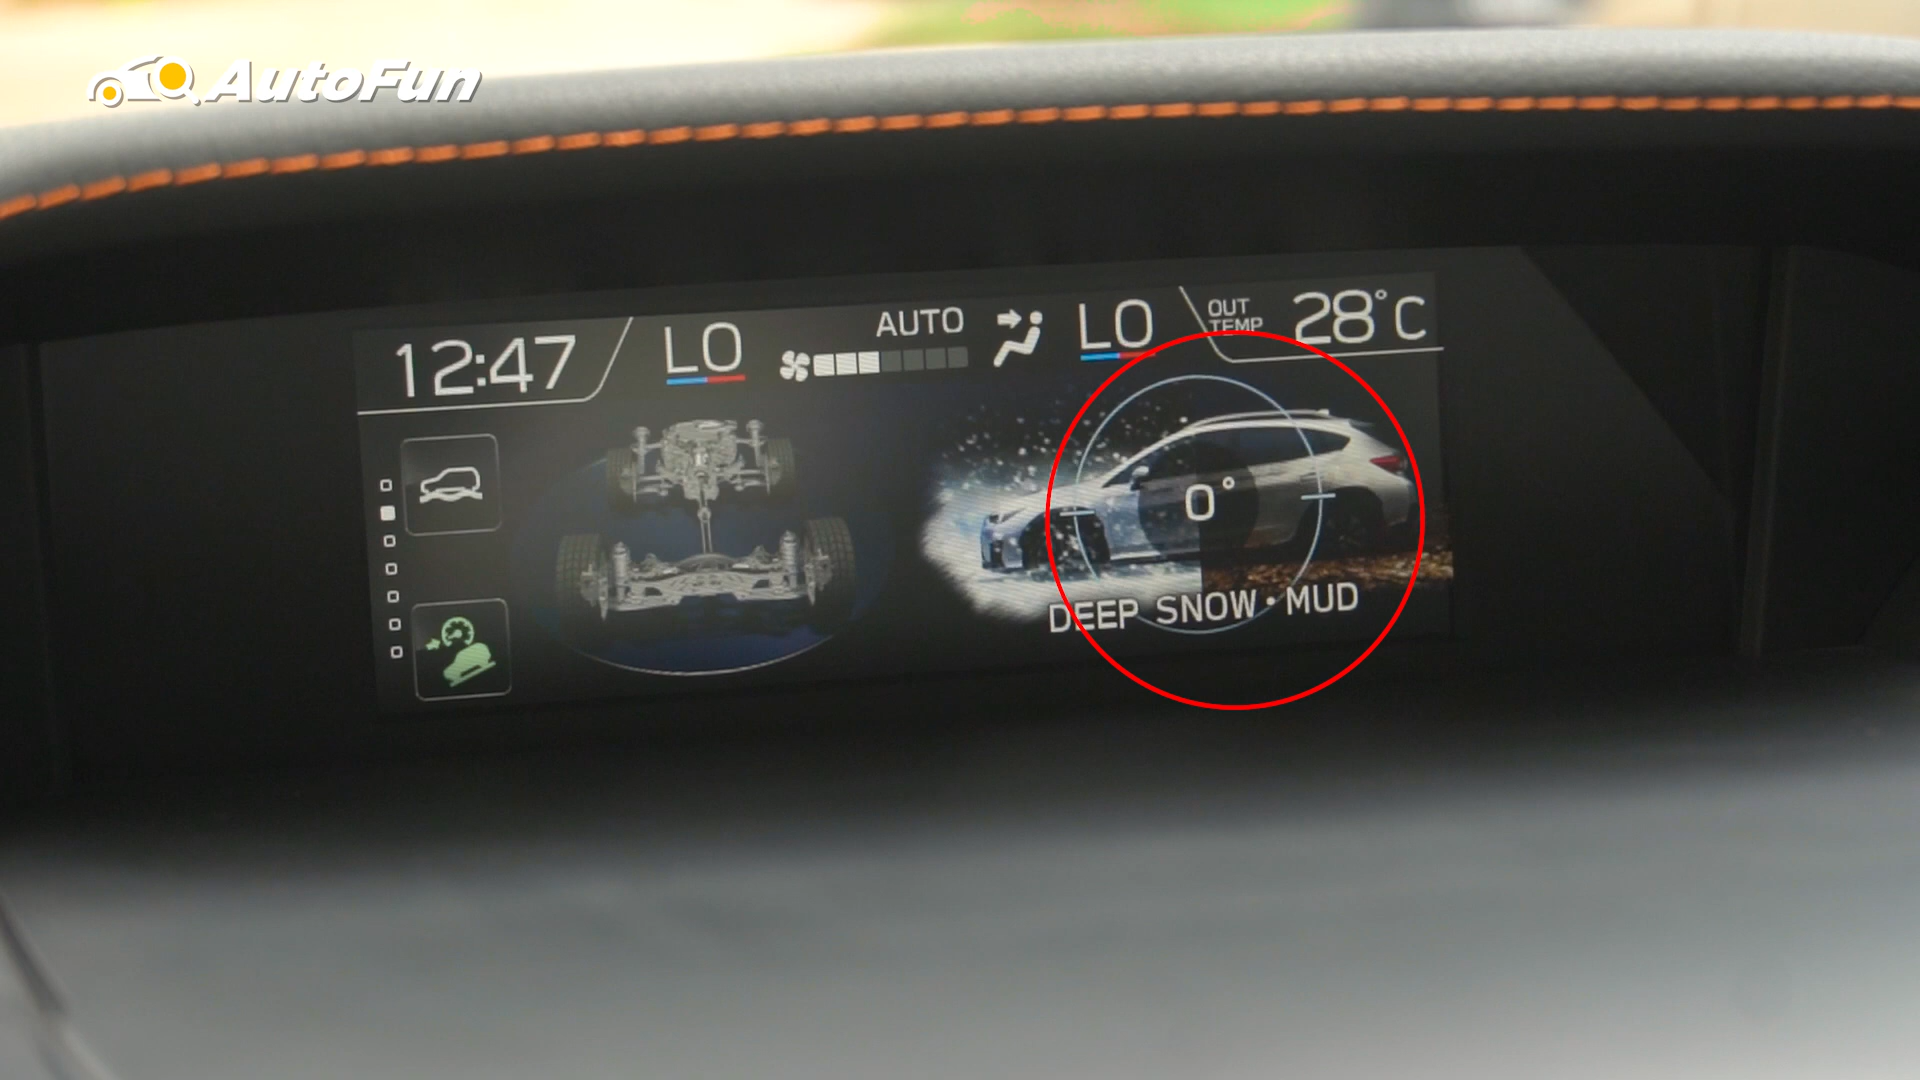 AutoFun
12:47
LO
AUTO
LO
OUT TEMP
28°C
0°
DEEP SNOW•MUD